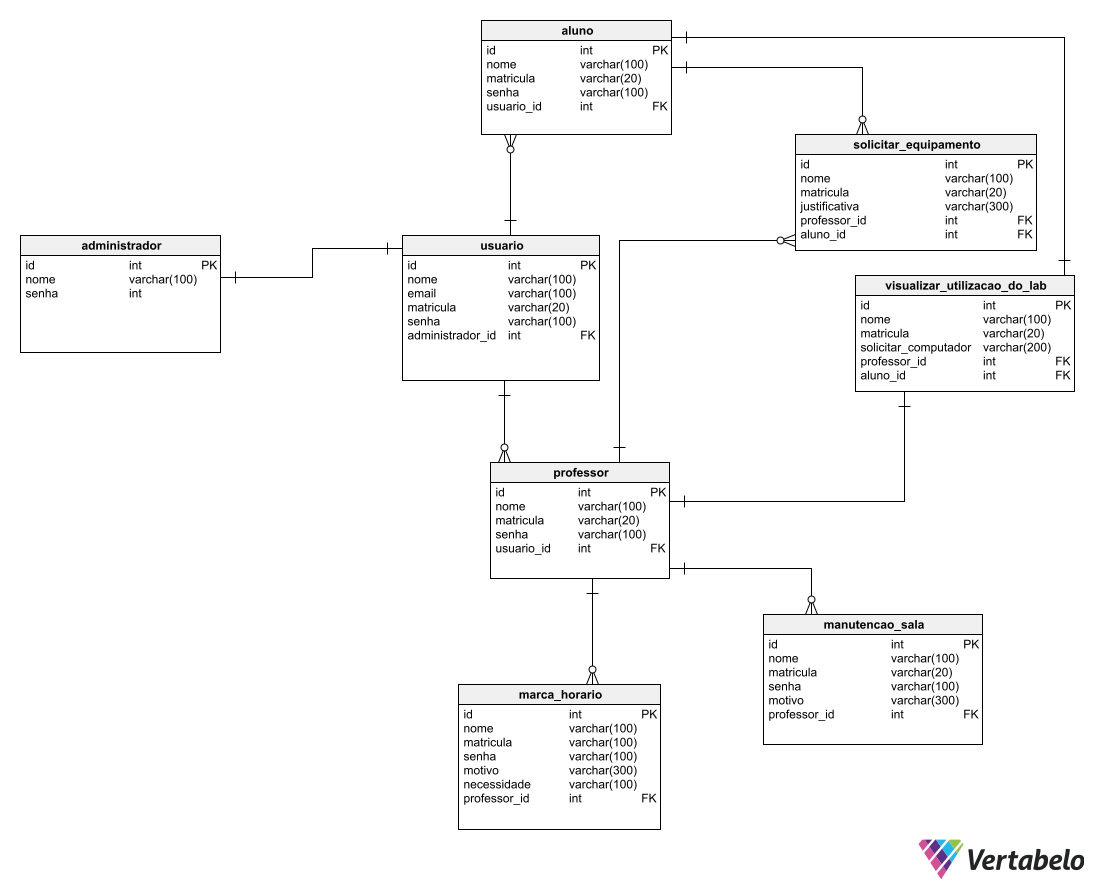 aluno
id int PK
nome varchar(100)
matricula varchar(20)
senha varchar(100)
usuario_id int FK
solicitar_equipamento
id int PK
nome varchar(100)
matricula varchar(20)
justificativa varchar(300)
professor_id int FK
aluno_id int FK
administrador
id int PK
nome varchar(100)
senha int
usuario
id int PK
nome varchar(100)
email varchar(100)
matricula varchar(20)
senha varchar(100)
administrador_id int FK
visualizar_utilizacao_do_lab
id int PK
nome varchar(100)
matricula varchar(20)
solicitar_computador varchar(200)
professor_id int FK
aluno_id int FK
professor
id int PK
nome varchar(100)
matricula varchar(20)
senha varchar(100)
usuario_id int FK
manutencao_sala
id int PK
nome varchar(100)
matricula varchar(20)
senha varchar(100)
motivo varchar(300)
professor_id int FK
marca_horario
id int PK
nome varchar(100)
matricula varchar(100)
senha varchar(100)
motivo varchar(300)
necessidade varchar(100)
professor_id int FK
Vertabelo